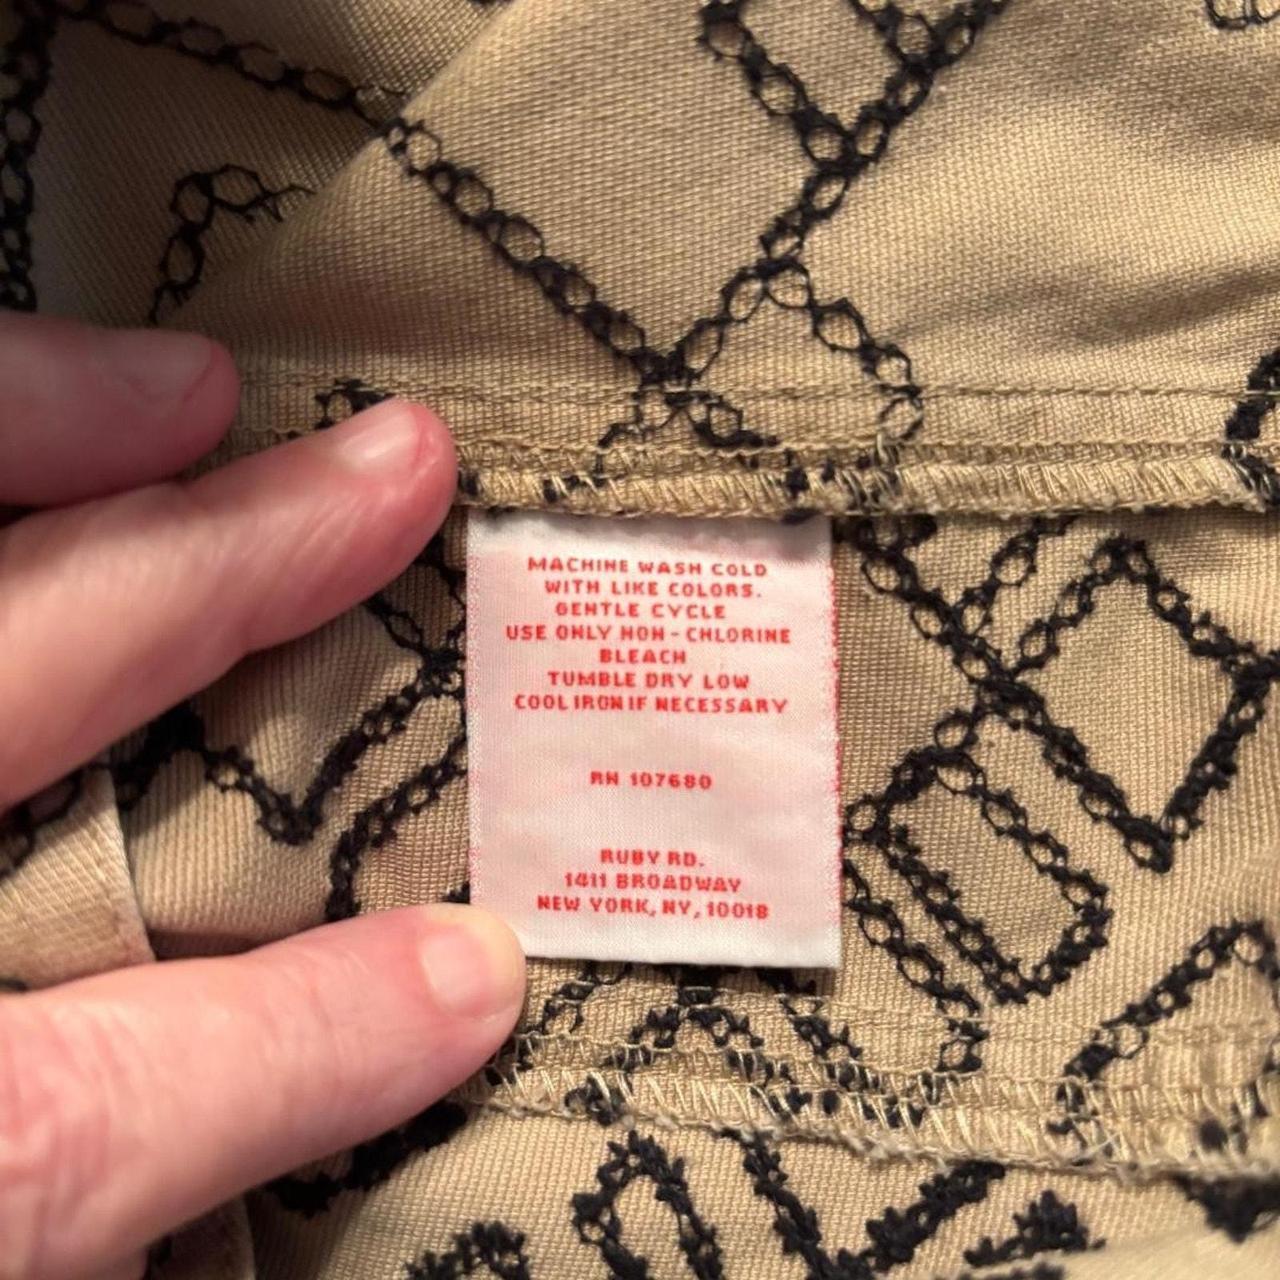 MACHINE WASH COLD
WITH LIKE COLORS.
GENTLE CYCLE
USE ONLY NON - CHLORINE
BLEACH
TUMBLE DRY LOW
COOL IRON IF NECESSARY
RN 107680
RUBY RD.
1411 BROADWAY
NEW YORK, NY, 10018